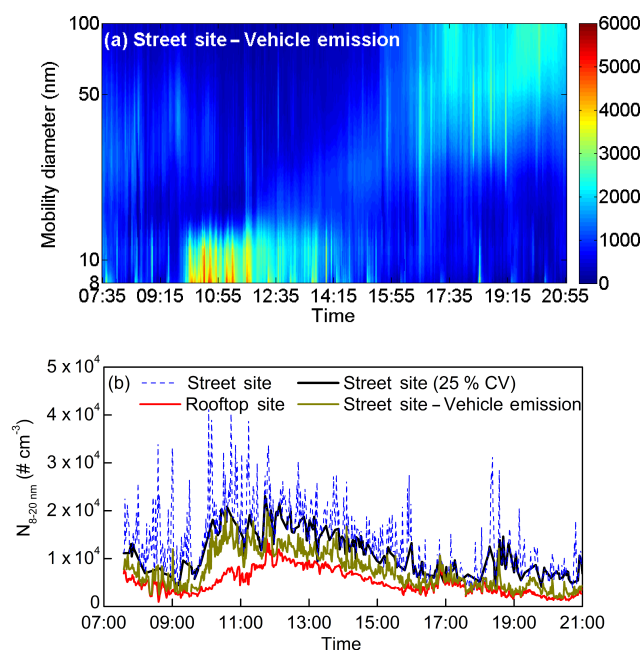 (a) Street site – Vehicle emission
Mobility diameter (nm)
100
50
10
8
07:35 09:15 10:55 12:35 14:15 15:55 17:35 19:15 20:55
Time
6000
5000
4000
3000
2000
1000
0
(b)
Street site
Street site (25 % CV)
Rooftop site
Street site – Vehicle emission
N8-20 nm (# cm-3)
5 x 10^4
4 x 10^4
3 x 10^4
2 x 10^4
1 x 10^4
0
07:00 09:00 11:00 13:00 15:00 17:00 19:00 21:00
Time